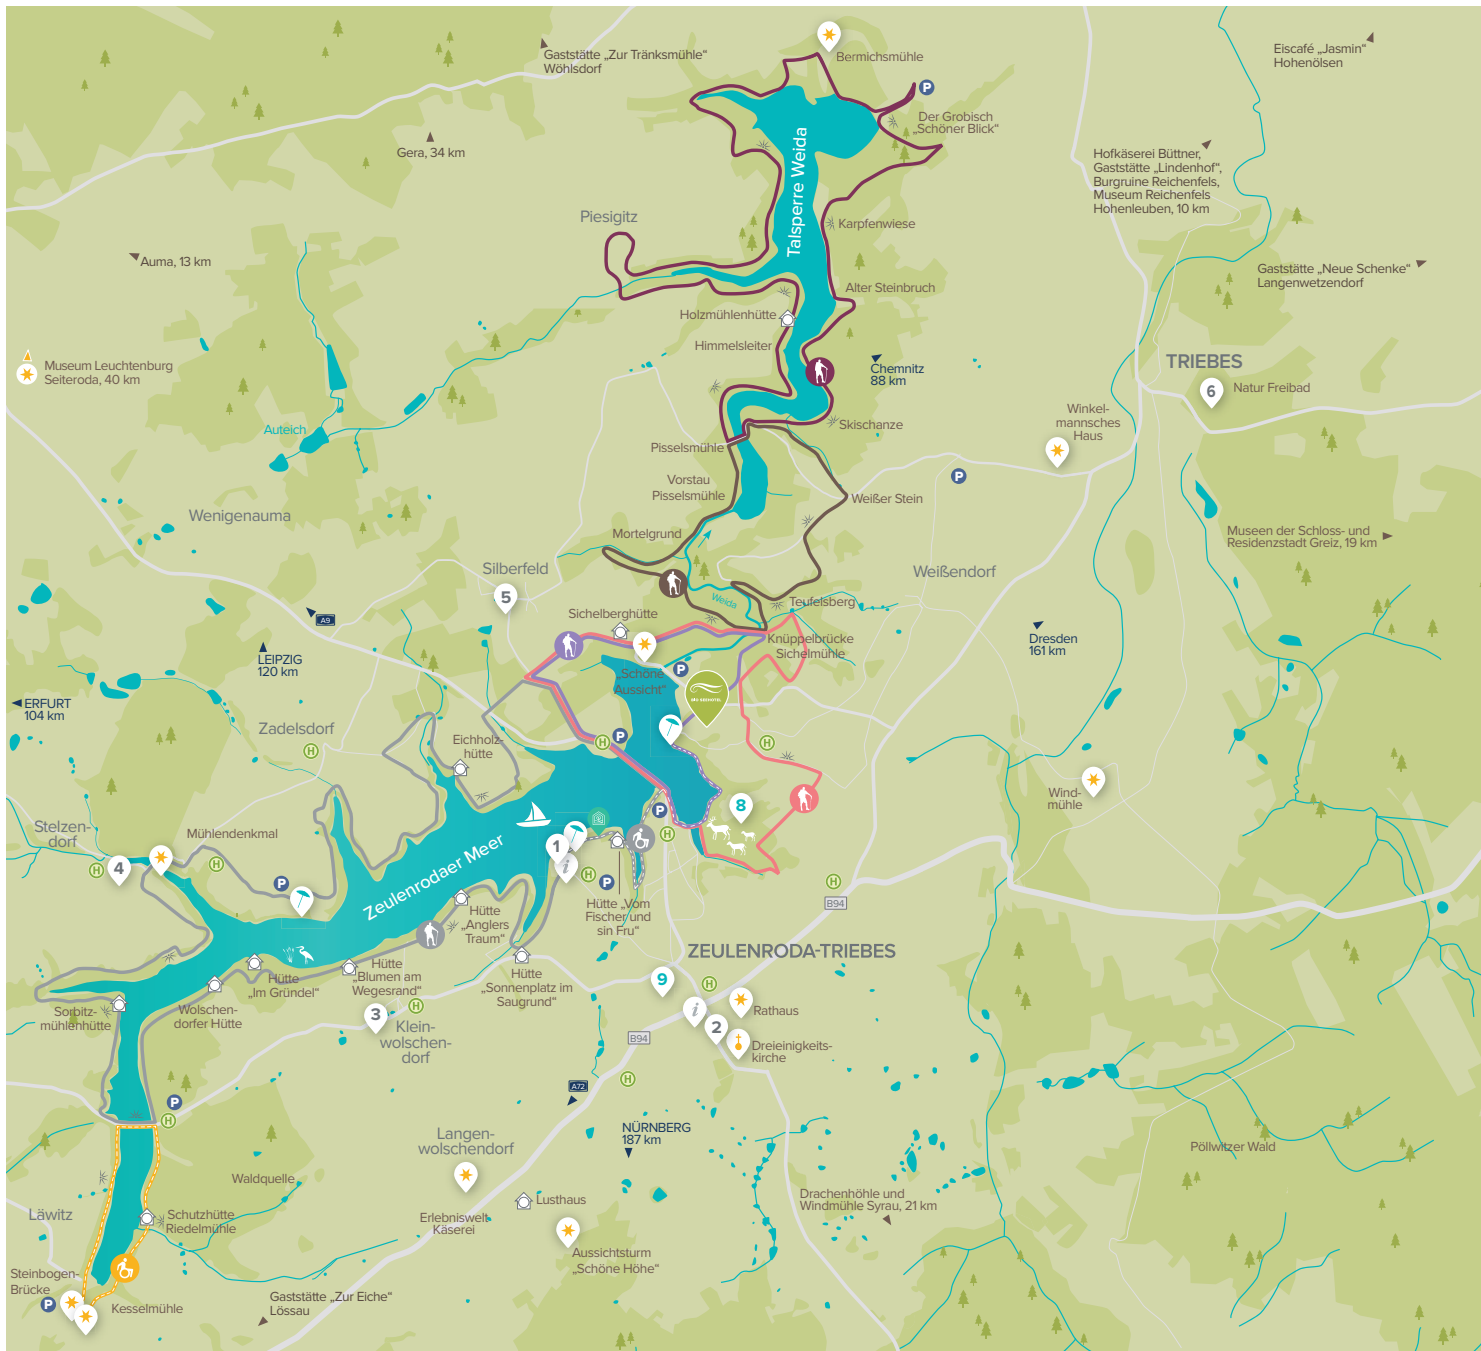 Bermichsmühle
Eiscafé „Jasmin“
Hohenölsen
Gaststätte „Zur Tränksmühle“
Wöhlsdorf
P
Der Grobisch
„Schöner Blick“
Gera, 34 km
Talsperre Weida
Hofkäserei Büttner,
Gaststätte „Lindenhof“,
Burgruine Reichenfels,
Museum Reichenfels
Hohenleuben, 10 km
Piesigitz
Karpfenwiese
Auma, 13 km
Gaststätte „Neue Schenke“
Langenwetzendorf
Alter Steinbruch
Holzmühlenhütte
Himmelsleiter
Museum Leuchtenburg
Seiteroda, 40 km
Chemnitz
88 km
TRIEBES
6
Natur Freibad
Winkel-
mannsches
Haus
Auteich
Skischanze
Pisselsmühle
P
Vorstau
Pisselsmühle
Weißer Stein
Wenigenauma
Mortelgrund
Museen der Schloss- und
Residenzstadt Greiz, 19 km
Silberfeld
5
Weißendorf
Weida
Teufelsberg
A9
Sichelberghütte
Knüppelbrücke
Sichelmühle
Dresden
161 km
LEIPZIG
120 km
„Schöne
Aussicht“
P
BIO-SEEHOTEL
ERFURT
104 km
Zadelsdorf
H
Eichholz-
hütte
H
P
H
Wind-
mühle
8
P
H
Stelzen-
dorf
Mühlendenkmal
H
4
H
P
Zeulenrodaer Meer
1
i
H
P
H
B94
Hütte „Vom
Fischer und
sin Fru“
Hütte
„Anglers
Traum“
ZEULENRODA-TRIEBES
Hütte
„Im Gründel“
Hütte
„Blumen am
Wegesrand“
Hütte
„Sonnenplatz im
Saugrund“
9
H
Sorbitz-
mühlenhütte
Wolschen-
dorfer Hütte
3
H
Klein-
wolschen-
dorf
i
2
Rathaus
B94
Dreieinigkeits-
kirche
H
A72
P
H
NÜRNBERG
187 km
Langen-
wolschendorf
Pöllwitzer Wald
Waldquelle
Läwitz
Schutzhütte
Riedelmühle
Lusthaus
Erlebniswelt-
Käserei
Drachenhöhle und
Windmühle Syrau, 21 km
Aussichtsturm
„Schöne Höhe“
Steinbogen-
Brücke
P
Kesselmühle
Gaststätte „Zur Eiche“
Lössau